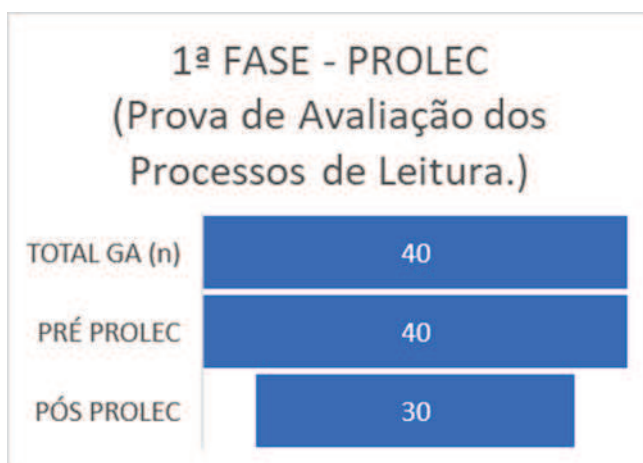 1ª FASE - PROLEC
(Prova de Avaliação dos
Processos de Leitura.)
TOTAL GA (n)
40
PRÉ PROLEC
40
PÓS PROLEC
30